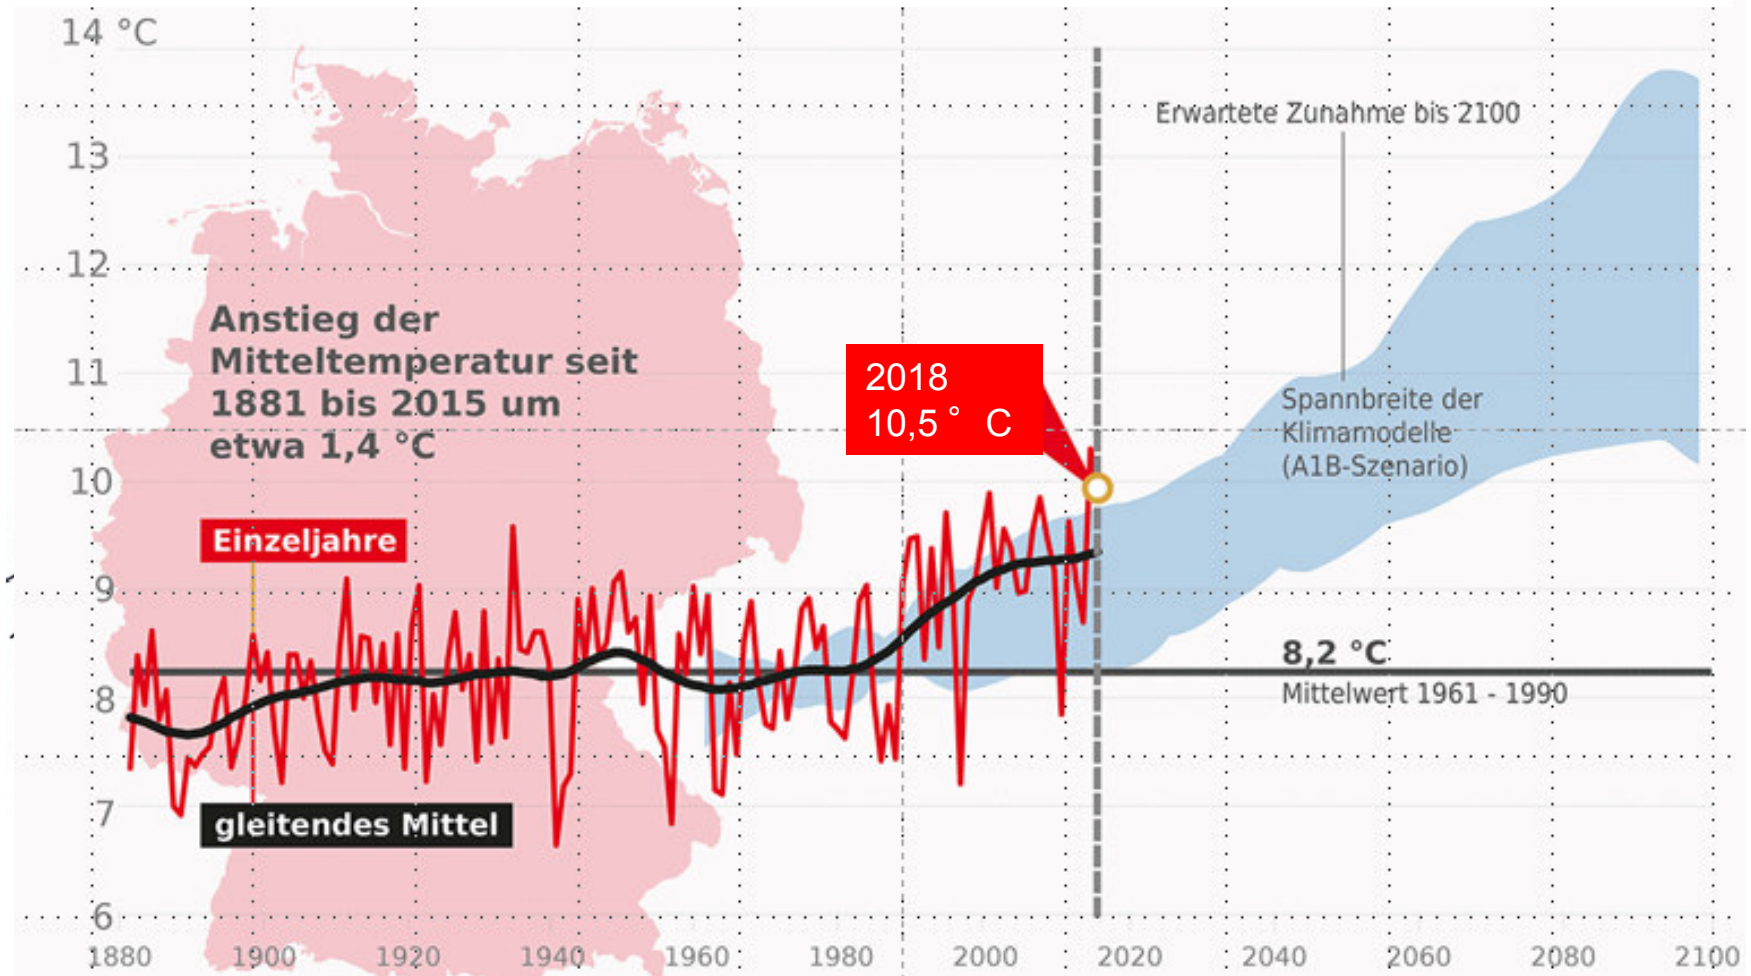 14 °C
Erwartete Zunahme bis 2100
13
12
Anstieg der
Mitteltemperatur seit
1881 bis 2015 um
etwa 1,4 °C
11
2018
10,5° C
Spannbreite der
Klimamodelle
(A1B-Szenario)
10
Einzeljahre
9
8,2 °C
Mittelwert 1961 - 1990
8
7
gleitendes Mittel
6
1880 1900 1920 1940 1960 1980 2000 2020 2040 2060 2080 2100